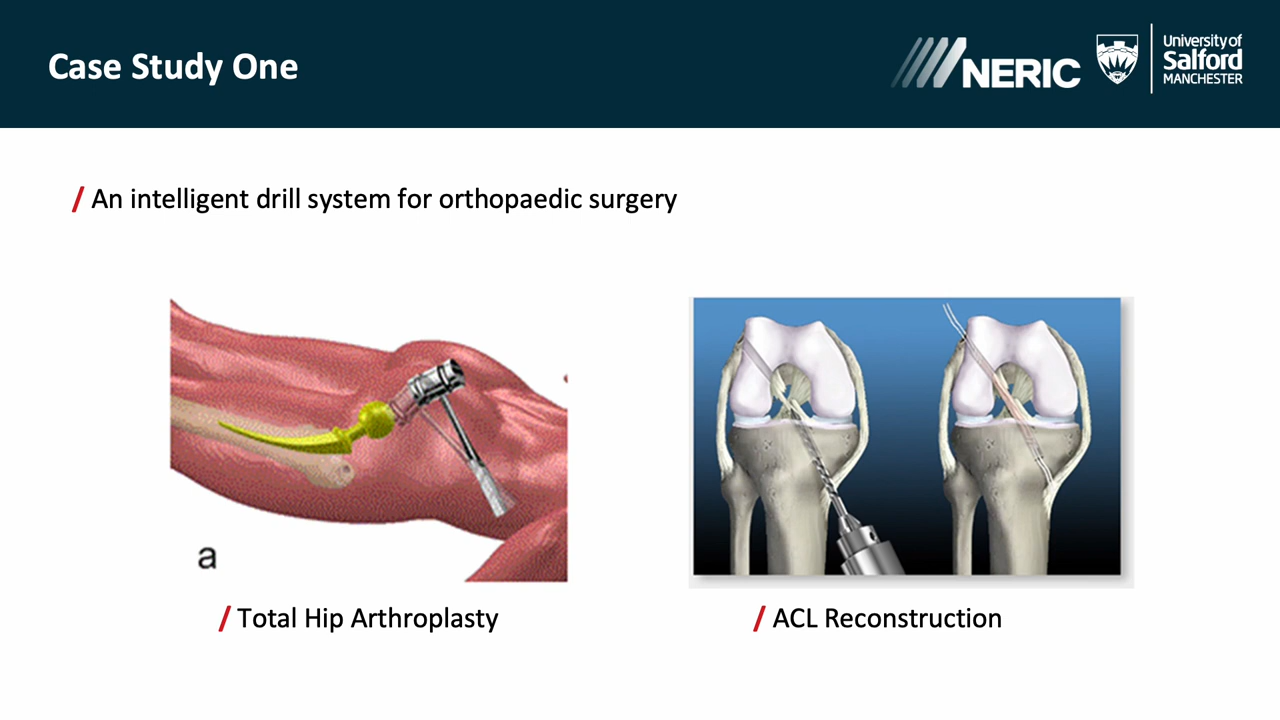 Case Study One
NERIC
University of
Salford
MANCHESTER
/ An intelligent drill system for orthopaedic surgery
a
/ Total Hip Arthroplasty
/ ACL Reconstruction